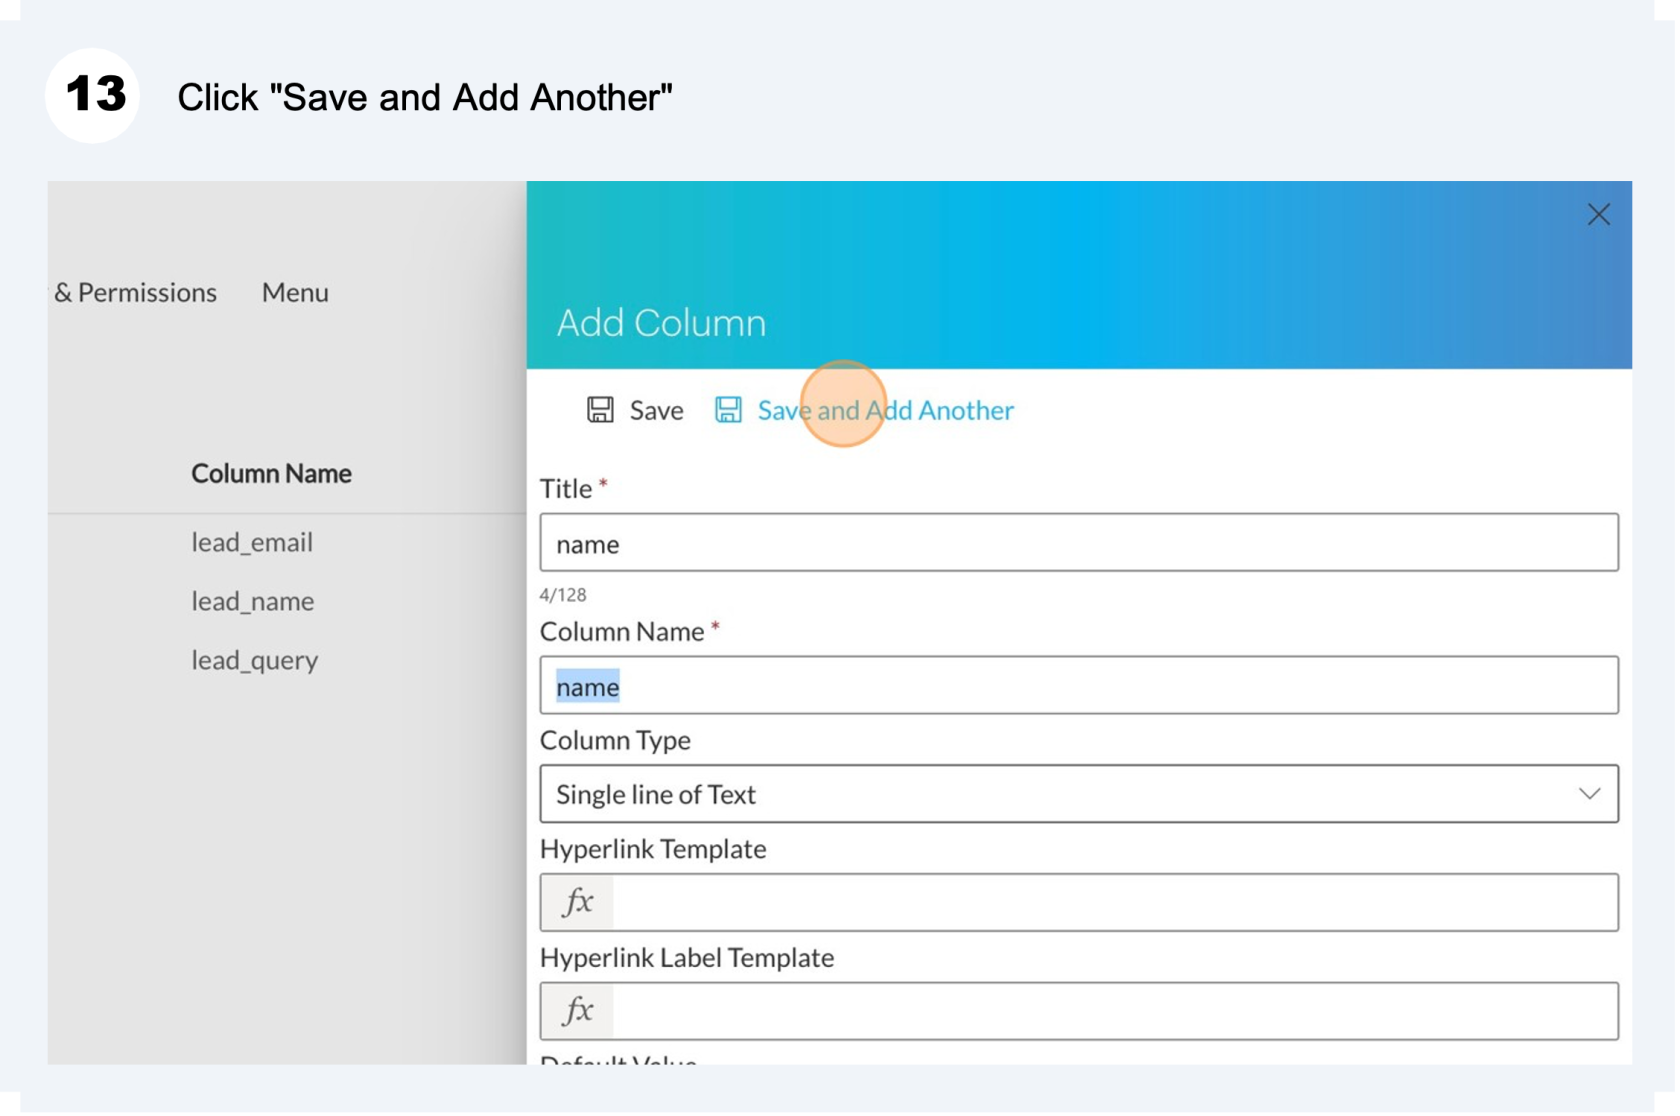 13 Click "Save and Add Another"
& Permissions Menu
Add Column
Save Save and Add Another
Column Name
lead_email
lead_name
lead_query
Title *
name
4/128
Column Name *
name
Column Type
Single line of Text
Hyperlink Template
fx
Hyperlink Label Template
fx
Default Value